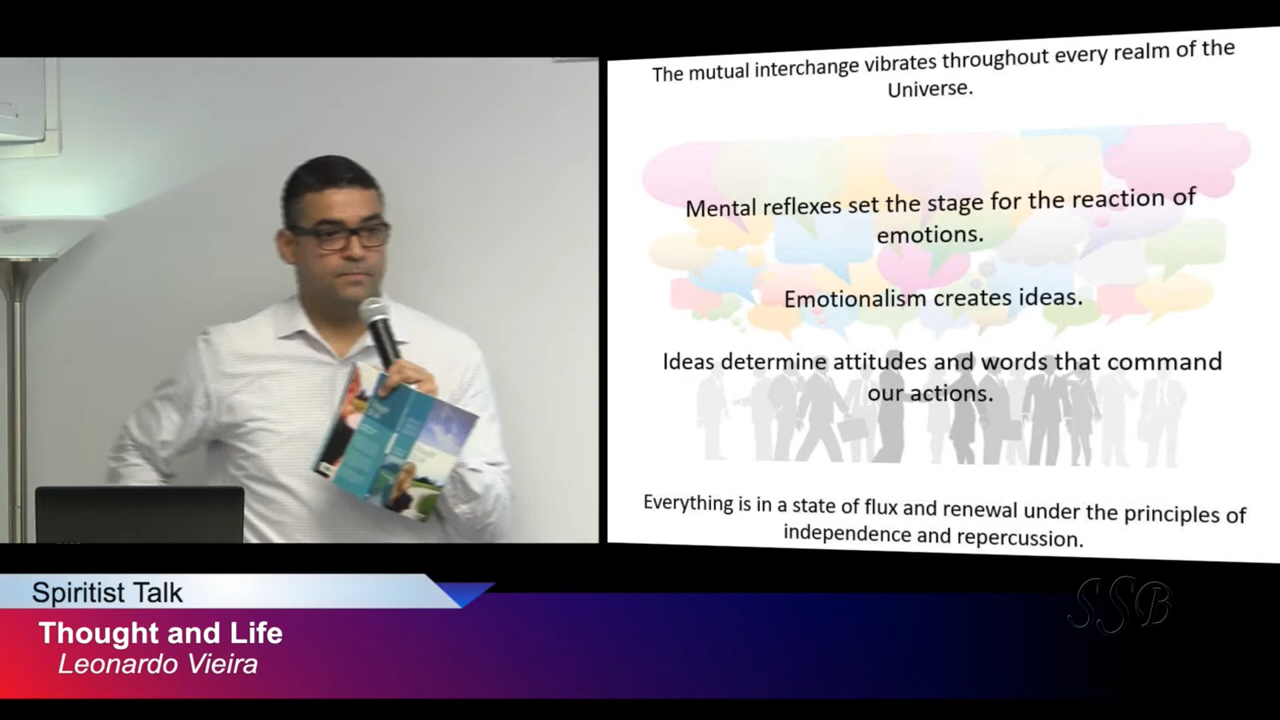 The mutual interchange vibrates throughout every realm of the
Universe.
Mental reflexes set the stage for the reaction of
emotions.
Emotionalism creates ideas.
Ideas determine attitudes and words that command
our actions.
Everything is in a state of flux and renewal under the principles of
independence and repercussion.
Spiritist Talk
Thought and Life
Leonardo Vieira
SSB